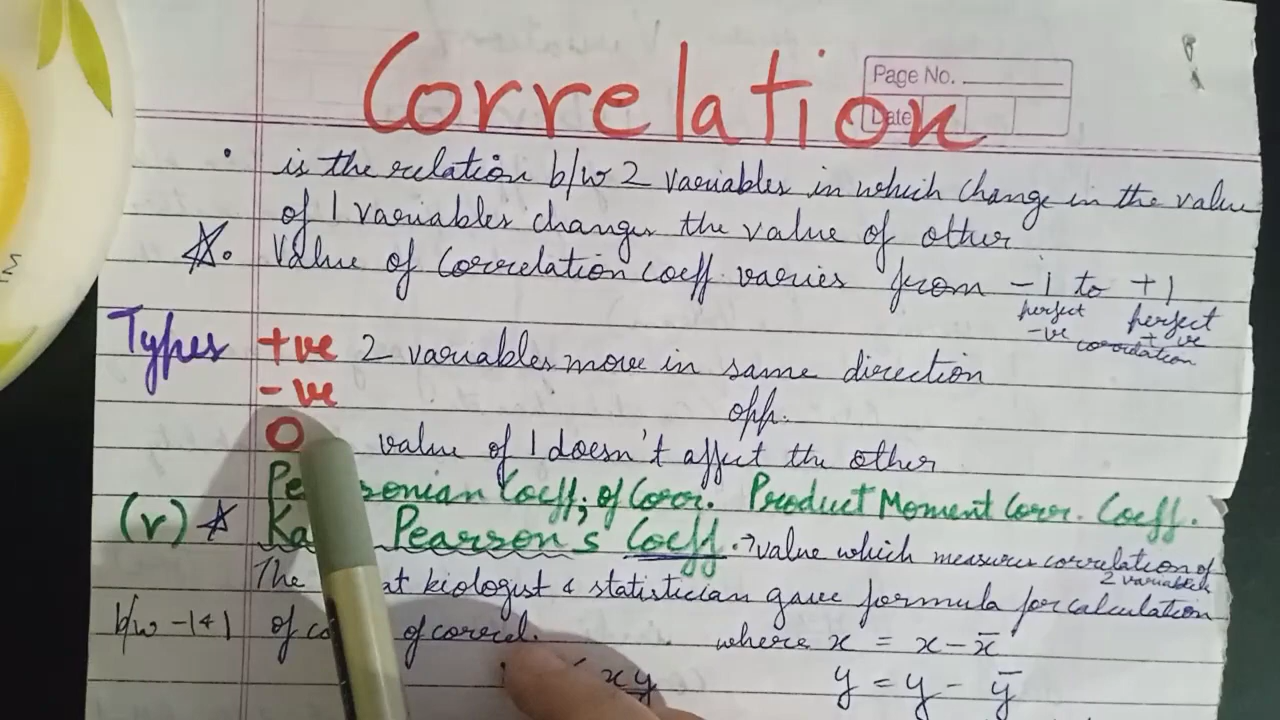 Correlation
Page No.
Date
• is the relation b/w 2 variables in which change in the value
of 1 variables changes the value of other
☆• Value of correlation coeff. varies from -1 to +1
perfect -ve perfect +ve
correlation
Types +ve 2 variables move in same direction
-ve opp.
0 value of 1 doesn't affect the other
Coeff; of Corr. Product Moment Corr. Coeff.
(r) ☆ Pearson's Coeff. → value which measures correlation of
2 variables
The biologist & statistician gave formula for calculation
b/w -1 & 1 of of correl. where x = x - x̄
xy y = y - ȳ